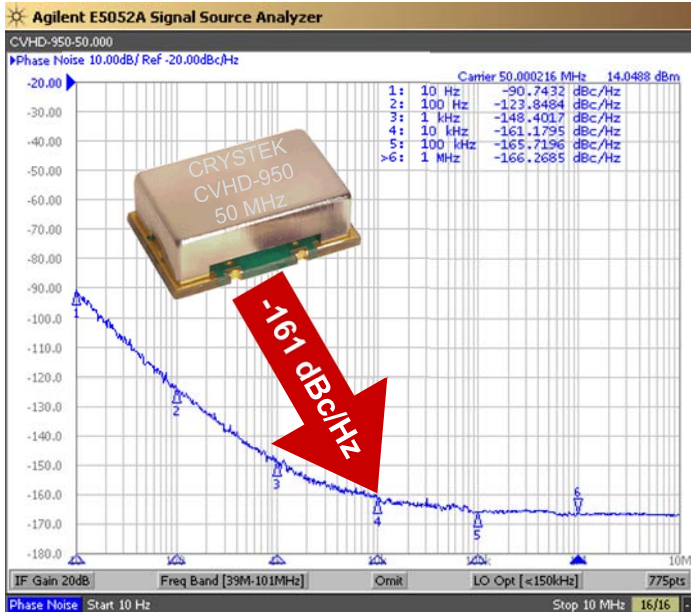 Agilent E5052A Signal Source Analyzer
CVHD-950-50.000
Phase Noise 10.00dB/ Ref -20.00dBc/Hz
Carrier 50.000216 MHz 14.0488 dBm
1: 10 Hz -90.7432 dBc/Hz
2: 100 Hz -123.8484 dBc/Hz
3: 1 kHz -148.4017 dBc/Hz
4: 10 kHz -161.1795 dBc/Hz
5: 100 kHz -165.7196 dBc/Hz
>6: 1 MHz -166.2685 dBc/Hz
-20.00
-30.00
-40.00
-50.00
-60.00
-70.00
-80.00
-90.00
-100.0
-110.0
-120.0
-130.0
-140.0
-150.0
-160.0
-170.0
-180.0
CRYSTEK
CVHD-950
50 MHz
-161 dBc/Hz
1
2
3
4
5
6
10k
10M
IF Gain 20dB Freq Band [39M-101MHz] Omit LO Opt [<150kHz] 775pts
Phase Noise Start 10 Hz Stop 10 MHz 16/16